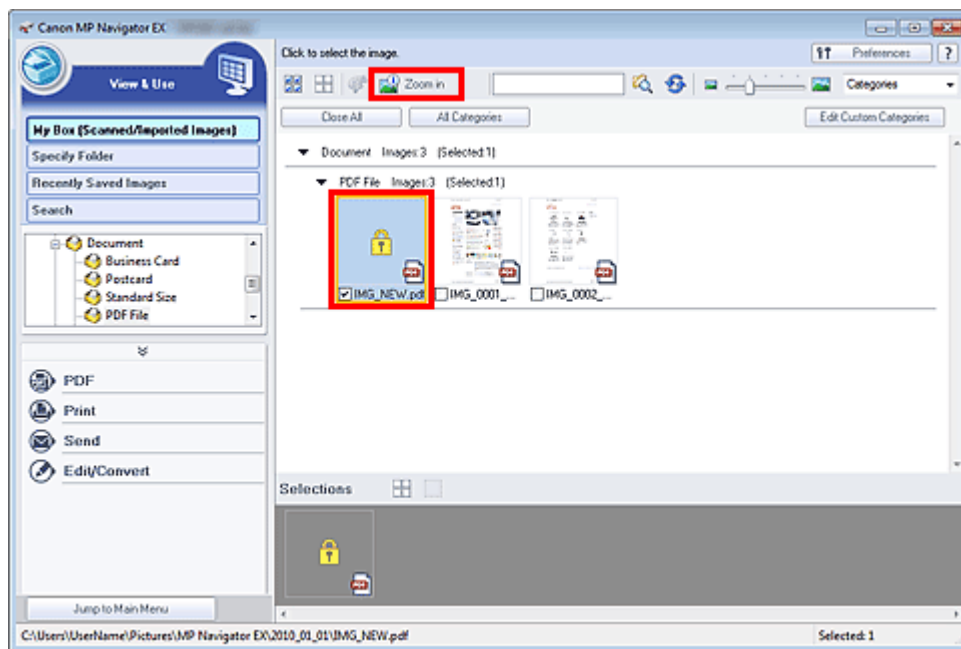 Canon MP Navigator EX
View & Use
My Box (Scanned/Imported Images)
Specify Folder
Recently Saved Images
Search
Document
Business Card
Postcard
Standard Size
PDF File
PDF
Print
Send
Edit/Convert
Jump to Main Menu
Click to select the image.
Preferences
?
Zoom in
Categories
Close All
All Categories
Edit Custom Categories
Document Images:3 (Selected:1)
PDF File Images:3 (Selected:1)
IMG_NEW.pdf
IMG_0001_...
IMG_0002_...
Selections
C:\Users\UserName\Pictures\MP Navigator EX\2010_01_01\IMG_NEW.pdf
Selected: 1